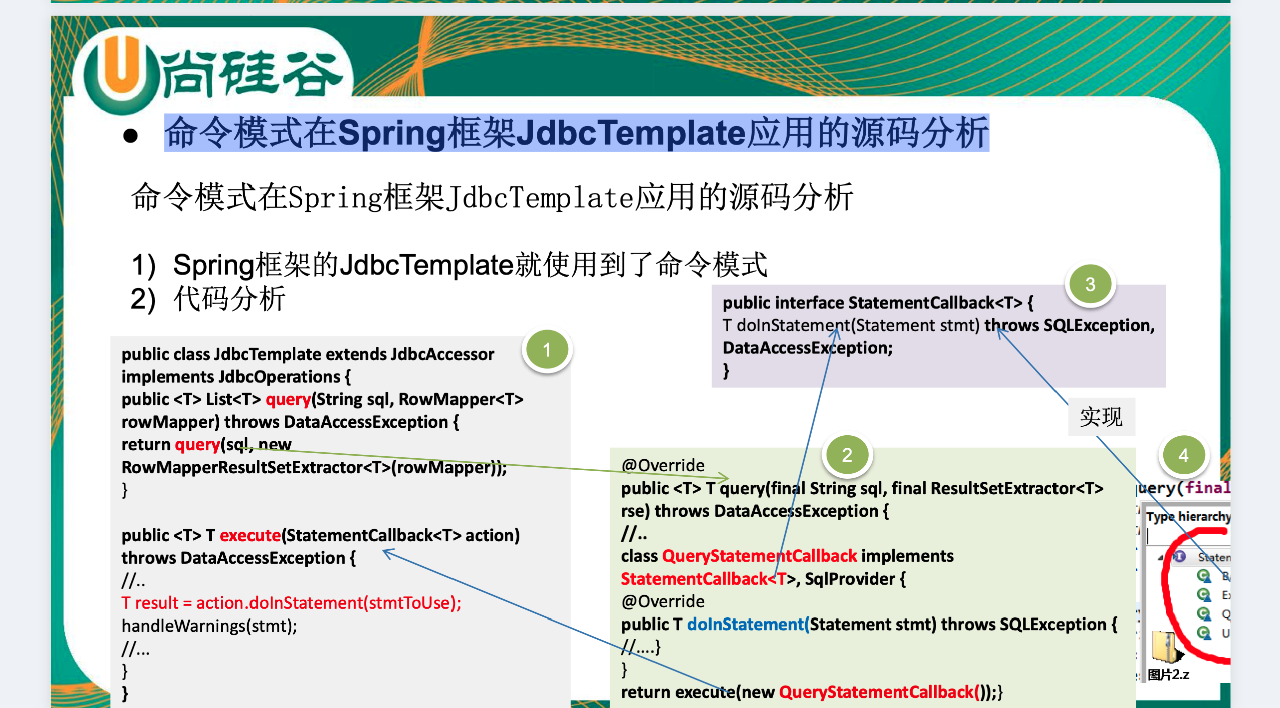 尚硅谷
● 命令模式在Spring框架JdbcTemplate应用的源码分析
命令模式在Spring框架JdbcTemplate应用的源码分析
1) Spring框架的JdbcTemplate就使用到了命令模式
2) 代码分析
1
public class JdbcTemplate extends JdbcAccessor
implements JdbcOperations {
public <T> List<T> query(String sql, RowMapper<T>
rowMapper) throws DataAccessException {
return query(sql, new
RowMapperResultSetExtractor<T>(rowMapper));
}
public <T> T execute(StatementCallback<T> action)
throws DataAccessException {
//..
T result = action.doInStatement(stmtToUse);
handleWarnings(stmt);
//...
}
}
2
@Override
public <T> T query(final String sql, final ResultSetExtractor<T>
rse) throws DataAccessException {
//..
class QueryStatementCallback implements
StatementCallback<T>, SqlProvider {
@Override
public T doInStatement(Statement stmt) throws SQLException {
//....}
}
return execute(new QueryStatementCallback());}
3
public interface StatementCallback<T> {
T doInStatement(Statement stmt) throws SQLException,
DataAccessException;
}
实现
4
uery(final
Type hierarchy
Statem
Q
U
图片2.z